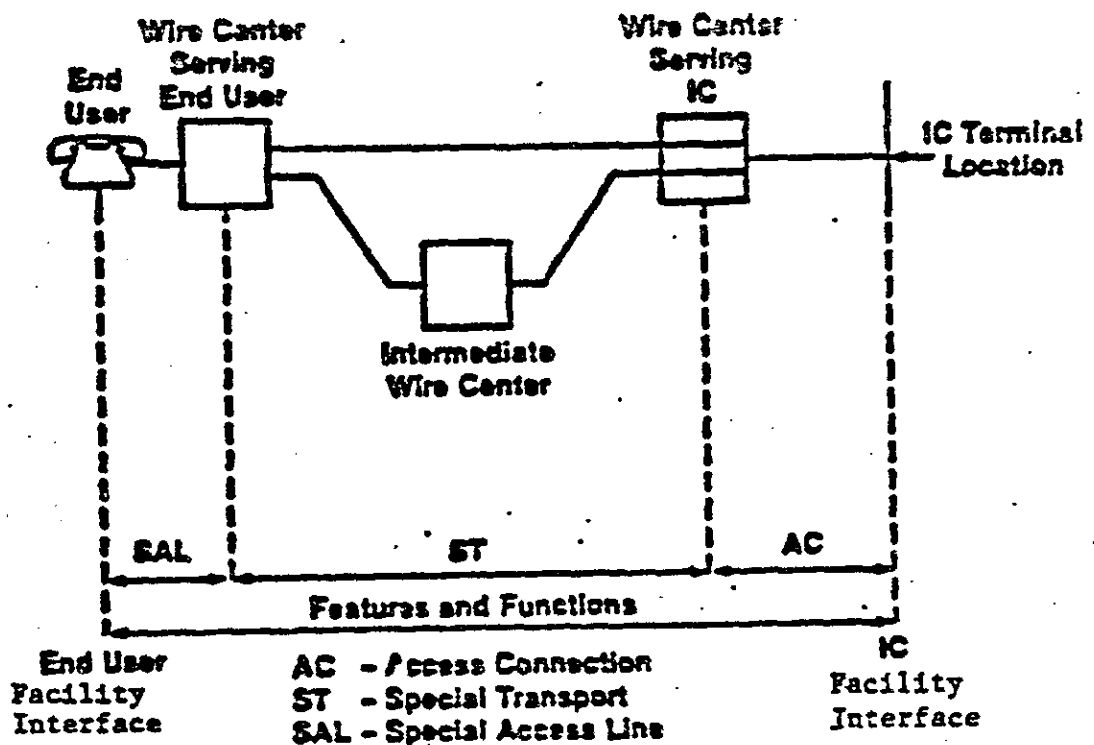 Wire Canter
Serving
End User
Wire Center
Serving
IC
End
User
IC Terminal
Location
Intermediate
Wire Center
SAL
ST
AC
Features and Functions
End User
Facility
Interface
AC - Access Connection
ST - Special Transport
SAL - Special Access Line
IC
Facility
Interface